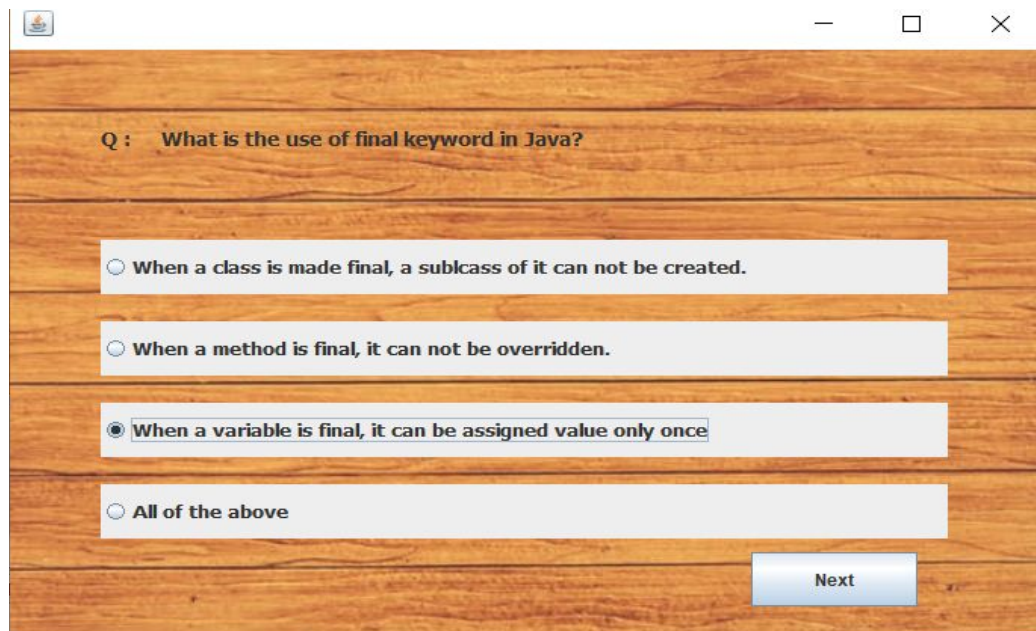 Q : What is the use of final keyword in Java?
When a class is made final, a sublcass of it can not be created.
When a method is final, it can not be overridden.
When a variable is final, it can be assigned value only once
All of the above
Next